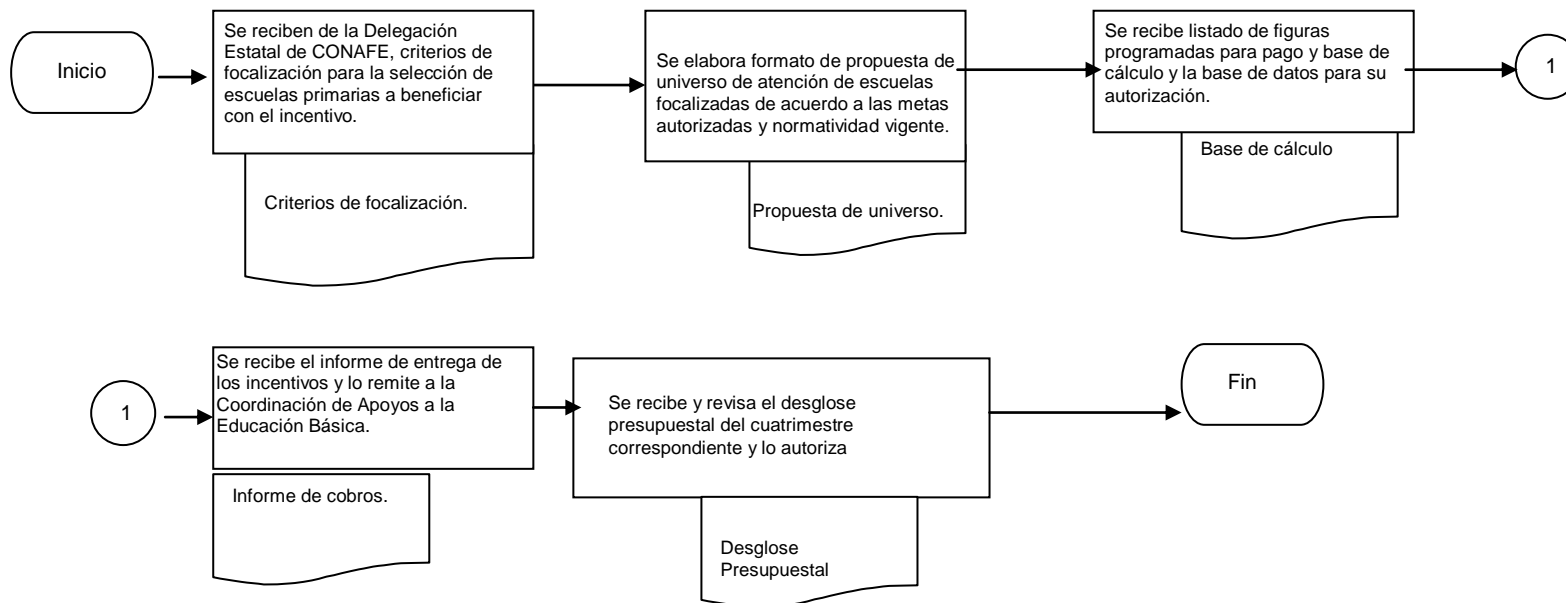 Inicio
Se reciben de la Delegación
Estatal de CONAFE, criterios de
focalización para la selección de
escuelas primarias a beneficiar
con el incentivo.
Criterios de focalización.
Se elabora formato de propuesta de
universo de atención de escuelas
focalizadas de acuerdo a las metas
autorizadas y normatividad vigente.
Propuesta de universo.
Se recibe listado de figuras
programadas para pago y base de
cálculo y la base de datos para su
autorización.
Base de cálculo
1
1
Se recibe el informe de entrega de
los incentivos y lo remite a la
Coordinación de Apoyos a la
Educación Básica.
Informe de cobros.
Se recibe y revisa el desglose
presupuestal del cuatrimestre
correspondiente y lo autoriza
Desglose
Presupuestal
Fin